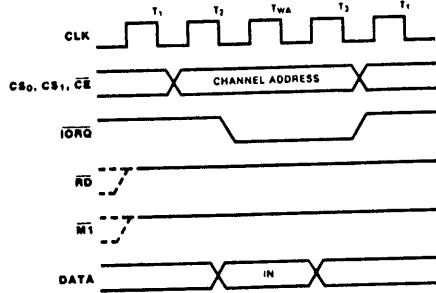 T1 T2 TWA T3 T1
CLK
CS0, CS1, CE
CHANNEL ADDRESS
IORQ
RD
M1
DATA
IN